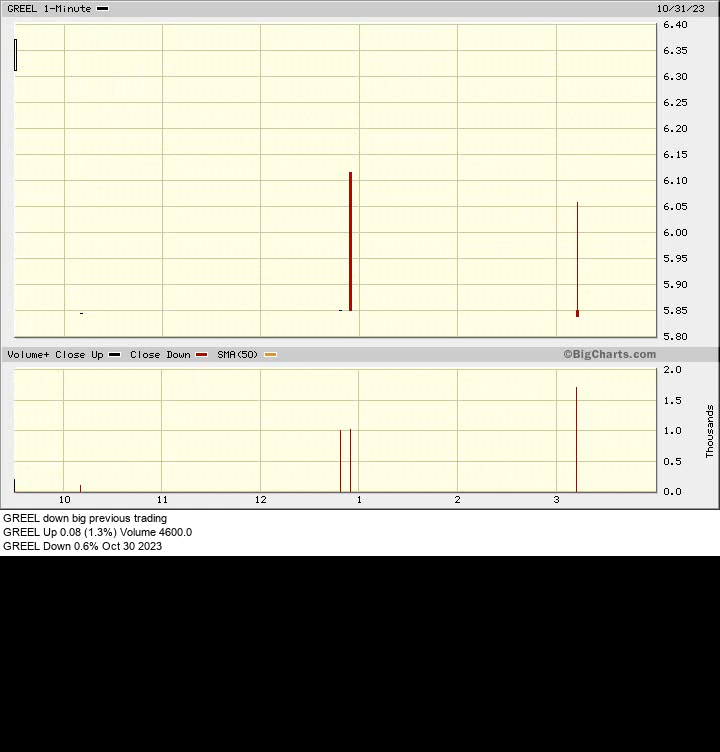 GREEL 1-Minute 10/31/23
6.40
6.35
6.30
6.25
6.20
6.15
6.10
6.05
6.00
5.95
5.90
5.85
5.80
Volume+ Close Up Close Down SMA(50) ©BigCharts.com
2.0
1.5
1.0
0.5
0.0
Thousands
10 11 12 1 2 3
GREEL down big previous trading
GREEL Up 0.08 (1.3%) Volume 4600.0
GREEL Down 0.6% Oct 30 2023